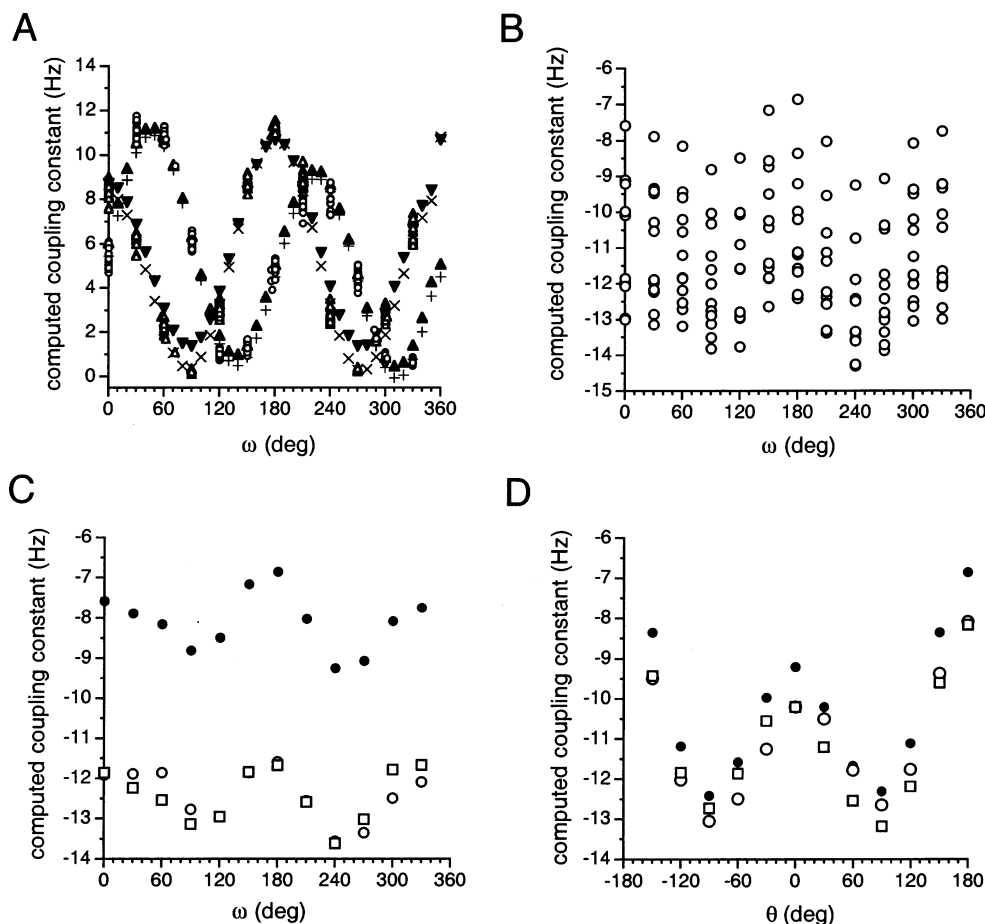 A
computed coupling constant (Hz)
14
12
10
8
6
4
2
0
0 60 120 180 240 300 360
ω (deg)
B
computed coupling constant (Hz)
-6
-7
-8
-9
-10
-11
-12
-13
-14
-15
0 60 120 180 240 300 360
ω (deg)
C
computed coupling constant (Hz)
-6
-7
-8
-9
-10
-11
-12
-13
-14
0 60 120 180 240 300 360
ω (deg)
D
computed coupling constant (Hz)
-6
-7
-8
-9
-10
-11
-12
-13
-14
-180 -120 -60 0 60 120 180
θ (deg)